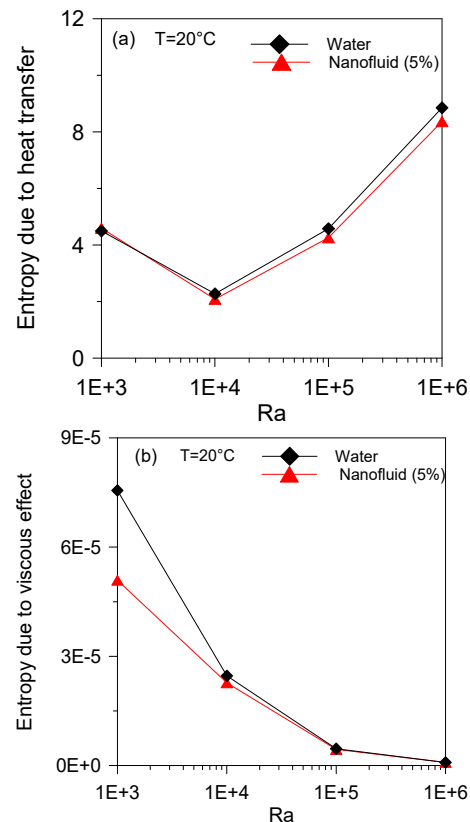 12
(a) T=20°C
Water
Nanofluid (5%)
8
Entropy due to heat transfer
4
0
1E+3 1E+4 1E+5 1E+6
Ra
9E-5
(b) T=20°C
Water
Nanofluid (5%)
6E-5
Entropy due to viscous effect
3E-5
0E+0
1E+3 1E+4 1E+5 1E+6
Ra